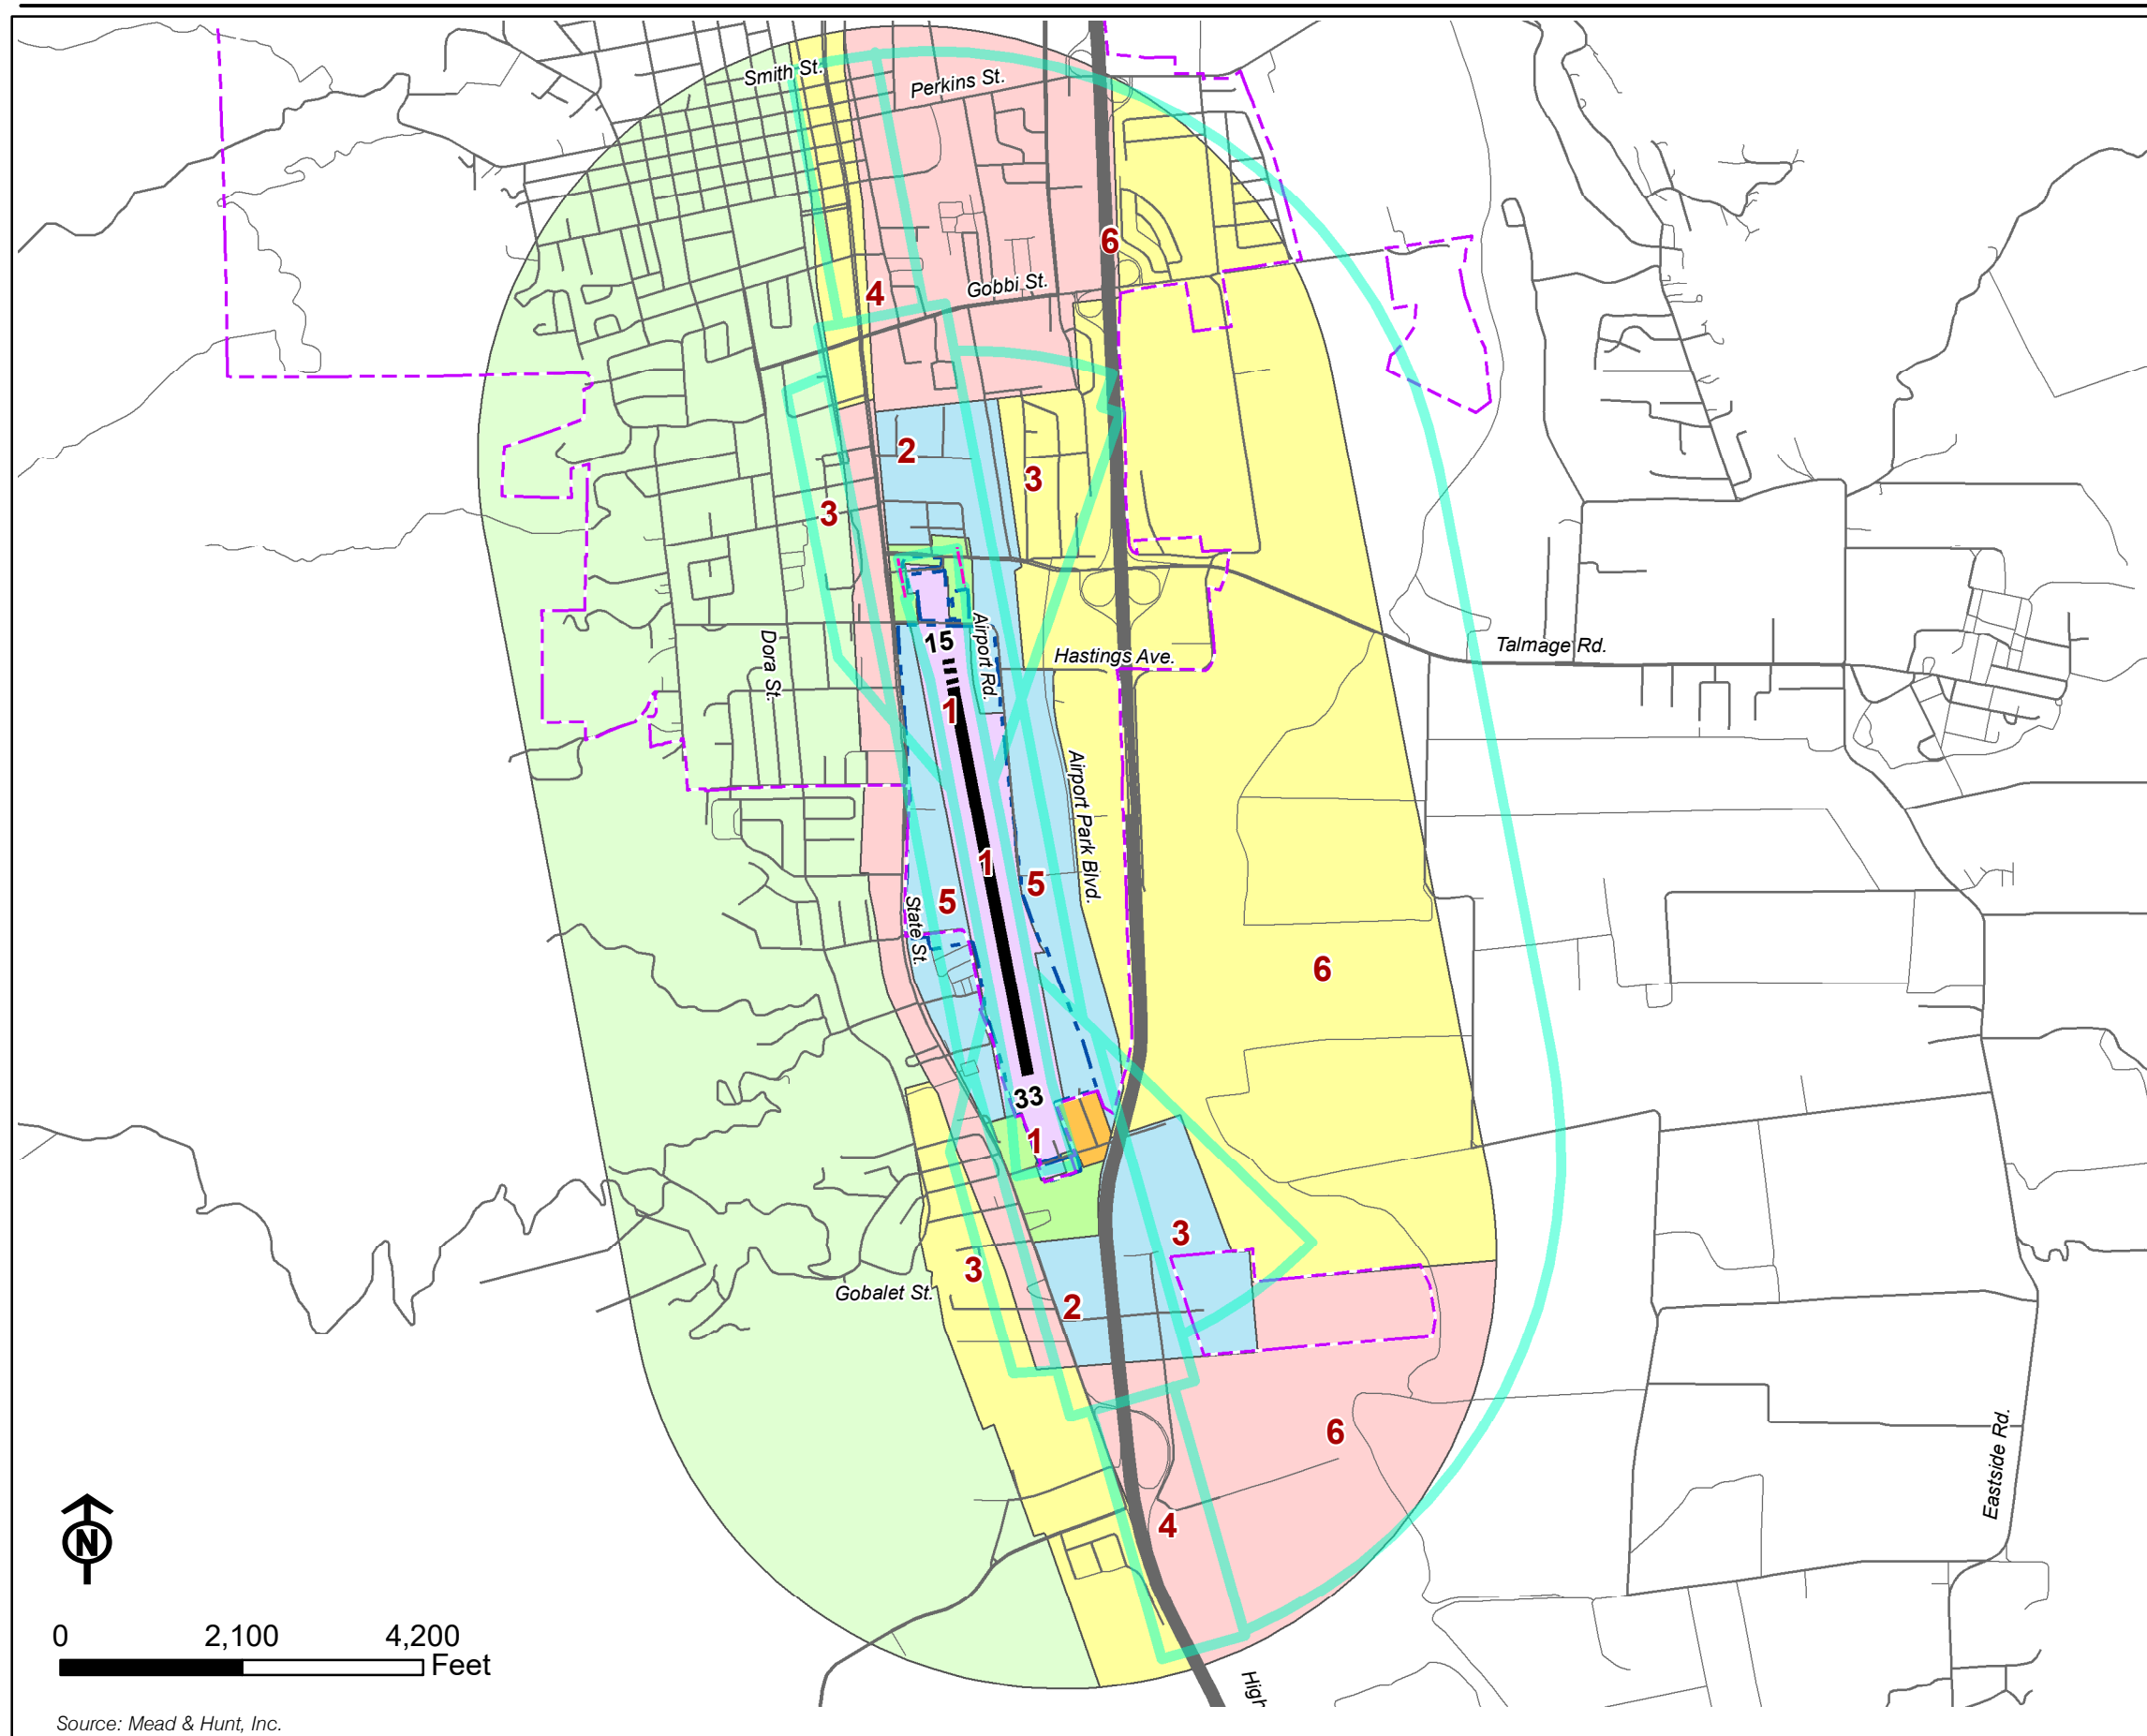 Smith St.
Perkins St.
6
4
Gobbi St.
2
3
3
15
Airport Rd.
Dora St.
Hastings Ave.
Talmage Rd.
1
Airport Park Blvd.
1
5
5
State St.
6
33
1
3
3
Gobalet St.
2
6
Eastside Rd.
4
N
0 2,100 4,200
Feet
High
Source: Mead & Hunt, Inc.